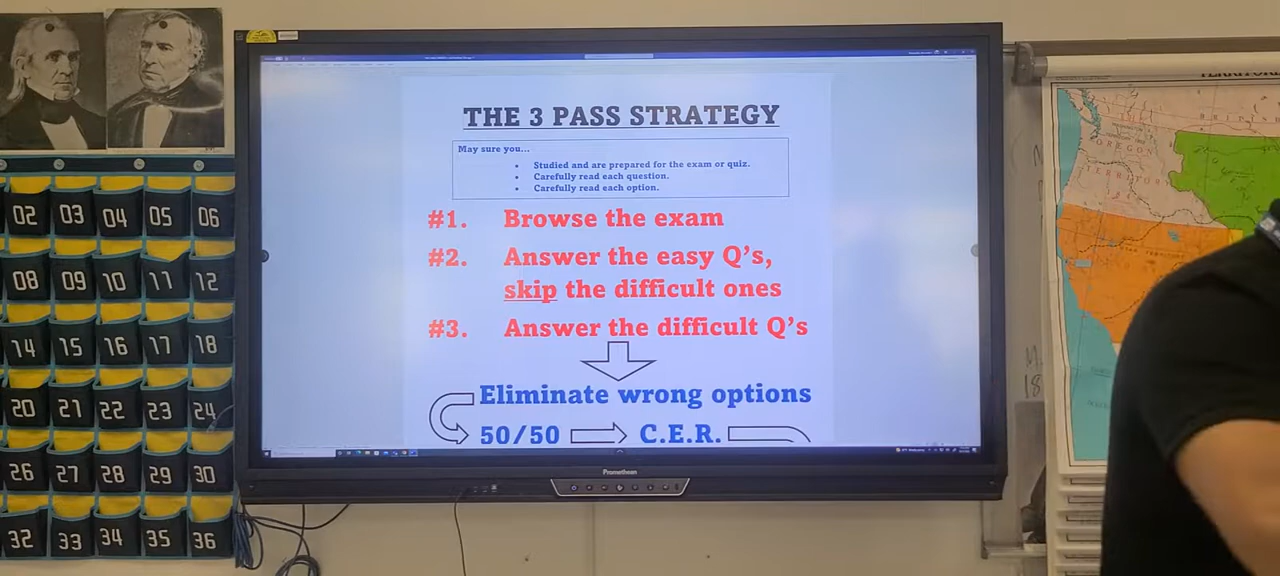 THE 3 PASS STRATEGY
May sure you...
• Studied and are prepared for the exam or quiz.
• Carefully read each question.
• Carefully read each option.
#1. Browse the exam
#2. Answer the easy Q's,
skip the difficult ones
#3. Answer the difficult Q's
Eliminate wrong options
50/50 C.E.R.
Promethean
02 03 04 05 06
08 09 10 11 12
14 15 16 17 18
20 21 22 23 24
26 27 28 29 30
32 33 34 35 36
OREGON
TERRITORY